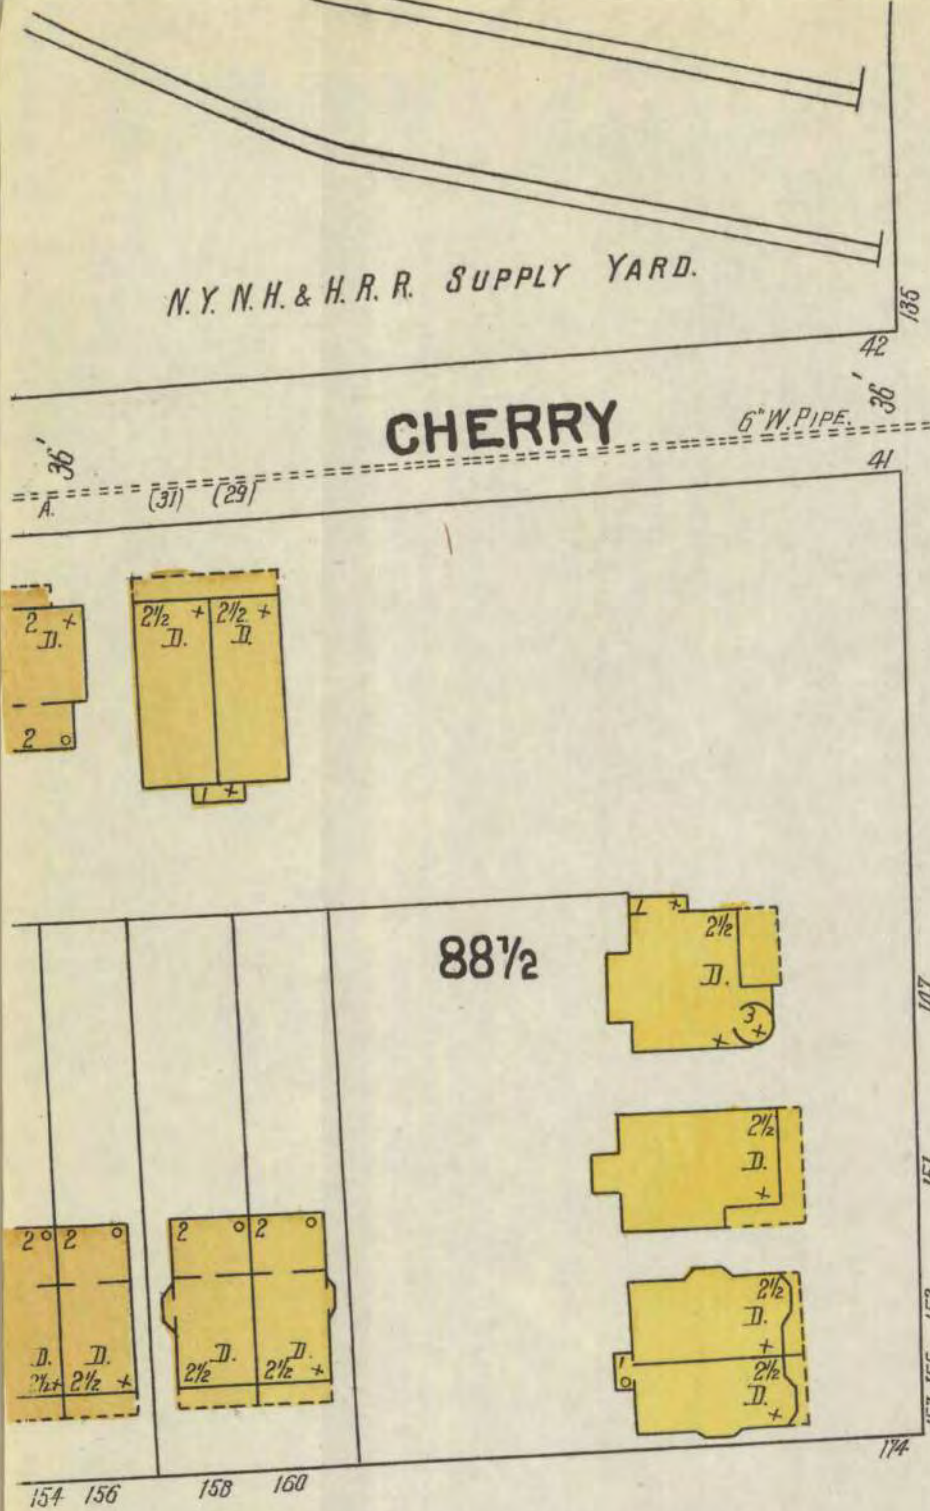 N.Y. N.H. & H.R.R. SUPPLY YARD.
135
42
36'
CHERRY
6" W. PIPE.
36'
41
A.
(31) (29)
2 x
D.
2 o
2½ x 2½ x
D. D.
1 x
88½
1 x
2½
D.
3
x x
147
2½
D.
x
151
2½
D.
x
1
o
2½
D.
x
2 o 2 o
D. D.
2½ x 2½ x
2 o 2 o
D. D.
2½ 2½ x
174
154 156 158 160